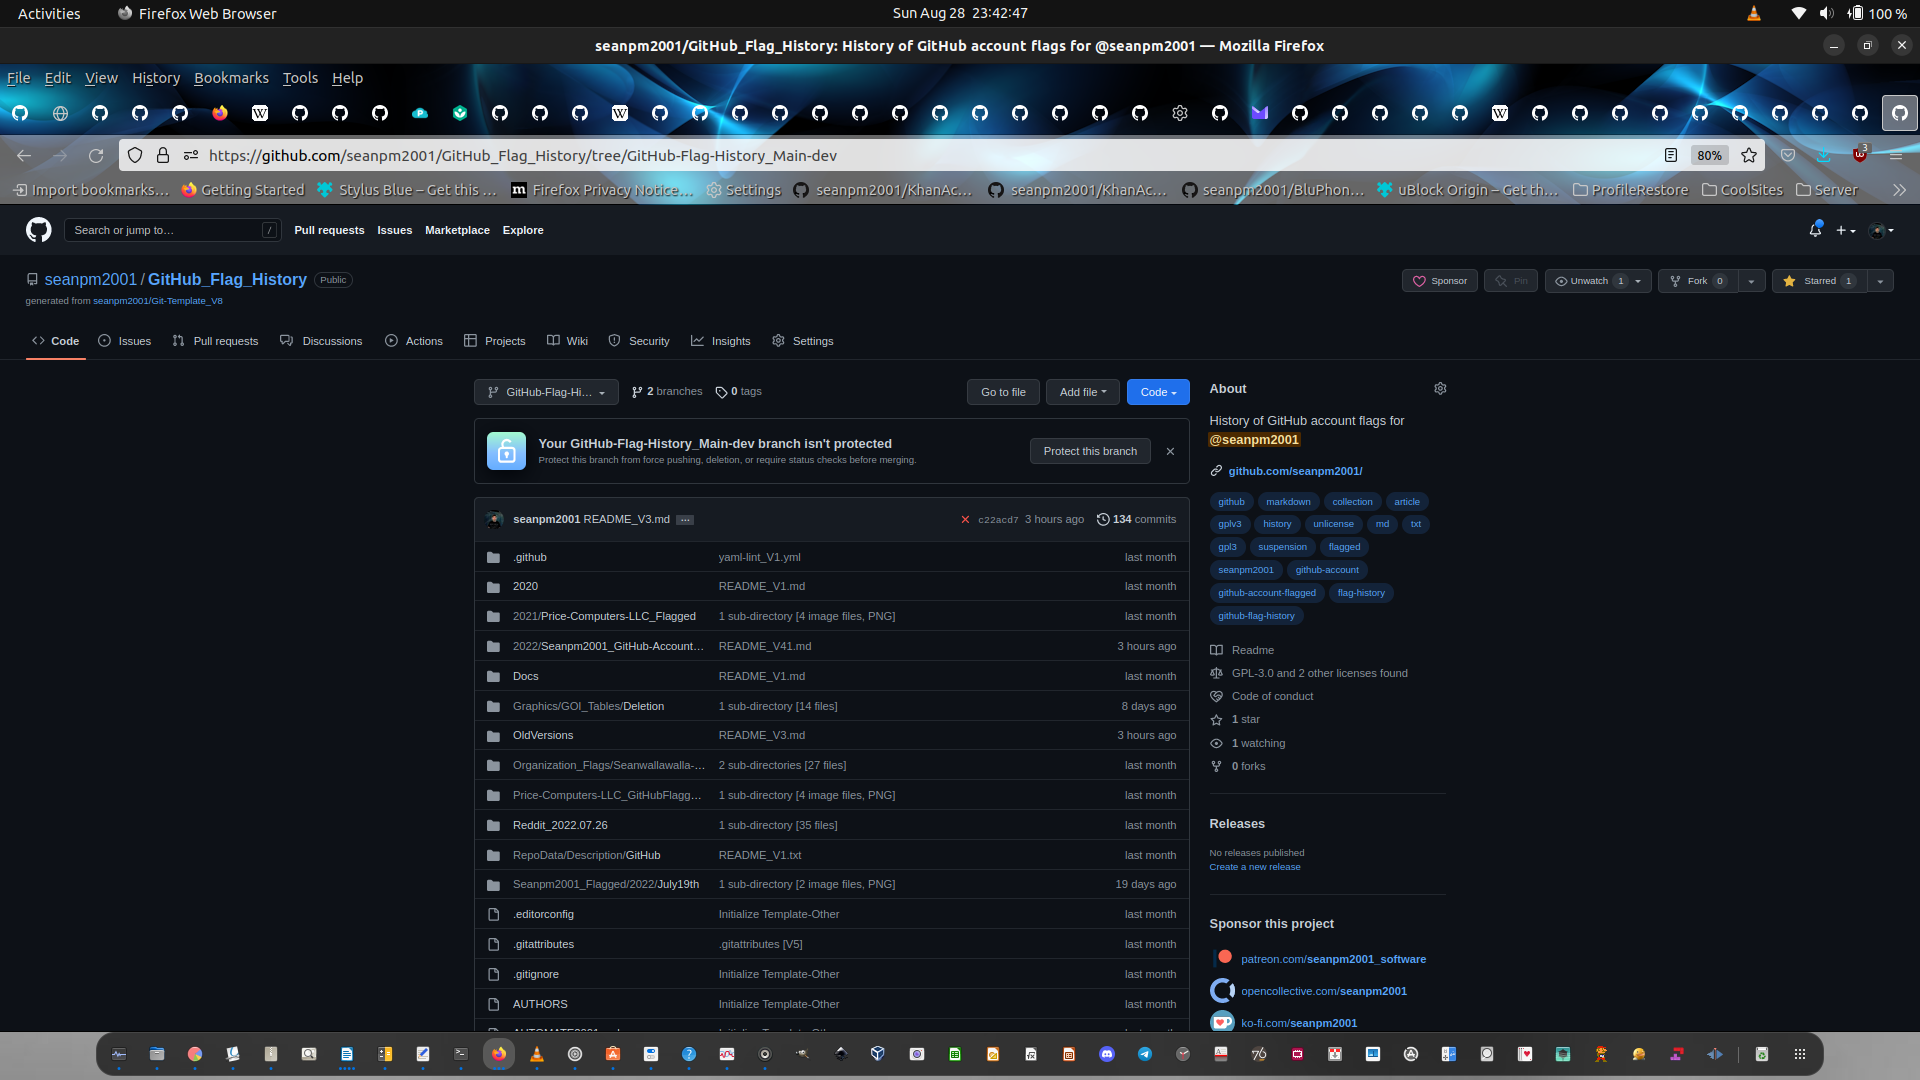 Activities Firefox Web Browser Sun Aug 28 23:42:47 100 %
seanpm2001/GitHub_Flag_History: History of GitHub account flags for @seanpm2001 — Mozilla Firefox
File Edit View History Bookmarks Tools Help
https://github.com/seanpm2001/GitHub_Flag_History/tree/GitHub-Flag-History_Main-dev 80% 3
Import bookmarks… Getting Started Stylus Blue – Get this … Firefox Privacy Notice… Settings seanpm2001/KhanAc… seanpm2001/KhanAc… seanpm2001/BluPhon… uBlock Origin – Get th… ProfileRestore CoolSites Server
Search or jump to… / Pull requests Issues Marketplace Explore
seanpm2001 / GitHub_Flag_History Public Sponsor Pin Unwatch 1 Fork 0 Starred 1
generated from seanpm2001/Git-Template_V8
Code Issues Pull requests Discussions Actions Projects Wiki Security Insights Settings
GitHub-Flag-Hi… 2 branches 0 tags Go to file Add file Code
Your GitHub-Flag-History_Main-dev branch isn't protected
Protect this branch from force pushing, deletion, or require status checks before merging.
Protect this branch
seanpm2001 README_V3.md … c22acd7 3 hours ago 134 commits
.github yaml-lint_V1.yml last month
2020 README_V1.md last month
2021/Price-Computers-LLC_Flagged 1 sub-directory [4 image files, PNG] last month
2022/Seanpm2001_GitHub-Account… README_V41.md 3 hours ago
Docs README_V1.md last month
Graphics/GOI_Tables/Deletion 1 sub-directory [14 files] 8 days ago
OldVersions README_V3.md 3 hours ago
Organization_Flags/Seanwallawalla-… 2 sub-directories [27 files] last month
Price-Computers-LLC_GitHubFlagg… 1 sub-directory [4 image files, PNG] last month
Reddit_2022.07.26 1 sub-directory [35 files] last month
RepoData/Description/GitHub README_V1.txt last month
Seanpm2001_Flagged/2022/July19th 1 sub-directory [2 image files, PNG] 19 days ago
.editorconfig Initialize Template-Other last month
.gitattributes .gitattributes [V5] last month
.gitignore Initialize Template-Other last month
AUTHORS Initialize Template-Other last month
About
History of GitHub account flags for
@seanpm2001
github.com/seanpm2001/
github markdown collection article
gplv3 history unlicense md txt
gpl3 suspension flagged
seanpm2001 github-account
github-account-flagged flag-history
github-flag-history
Readme
GPL-3.0 and 2 other licenses found
Code of conduct
1 star
1 watching
0 forks
Releases
No releases published
Create a new release
Sponsor this project
patreon.com/seanpm2001_software
opencollective.com/seanpm2001
ko-fi.com/seanpm2001